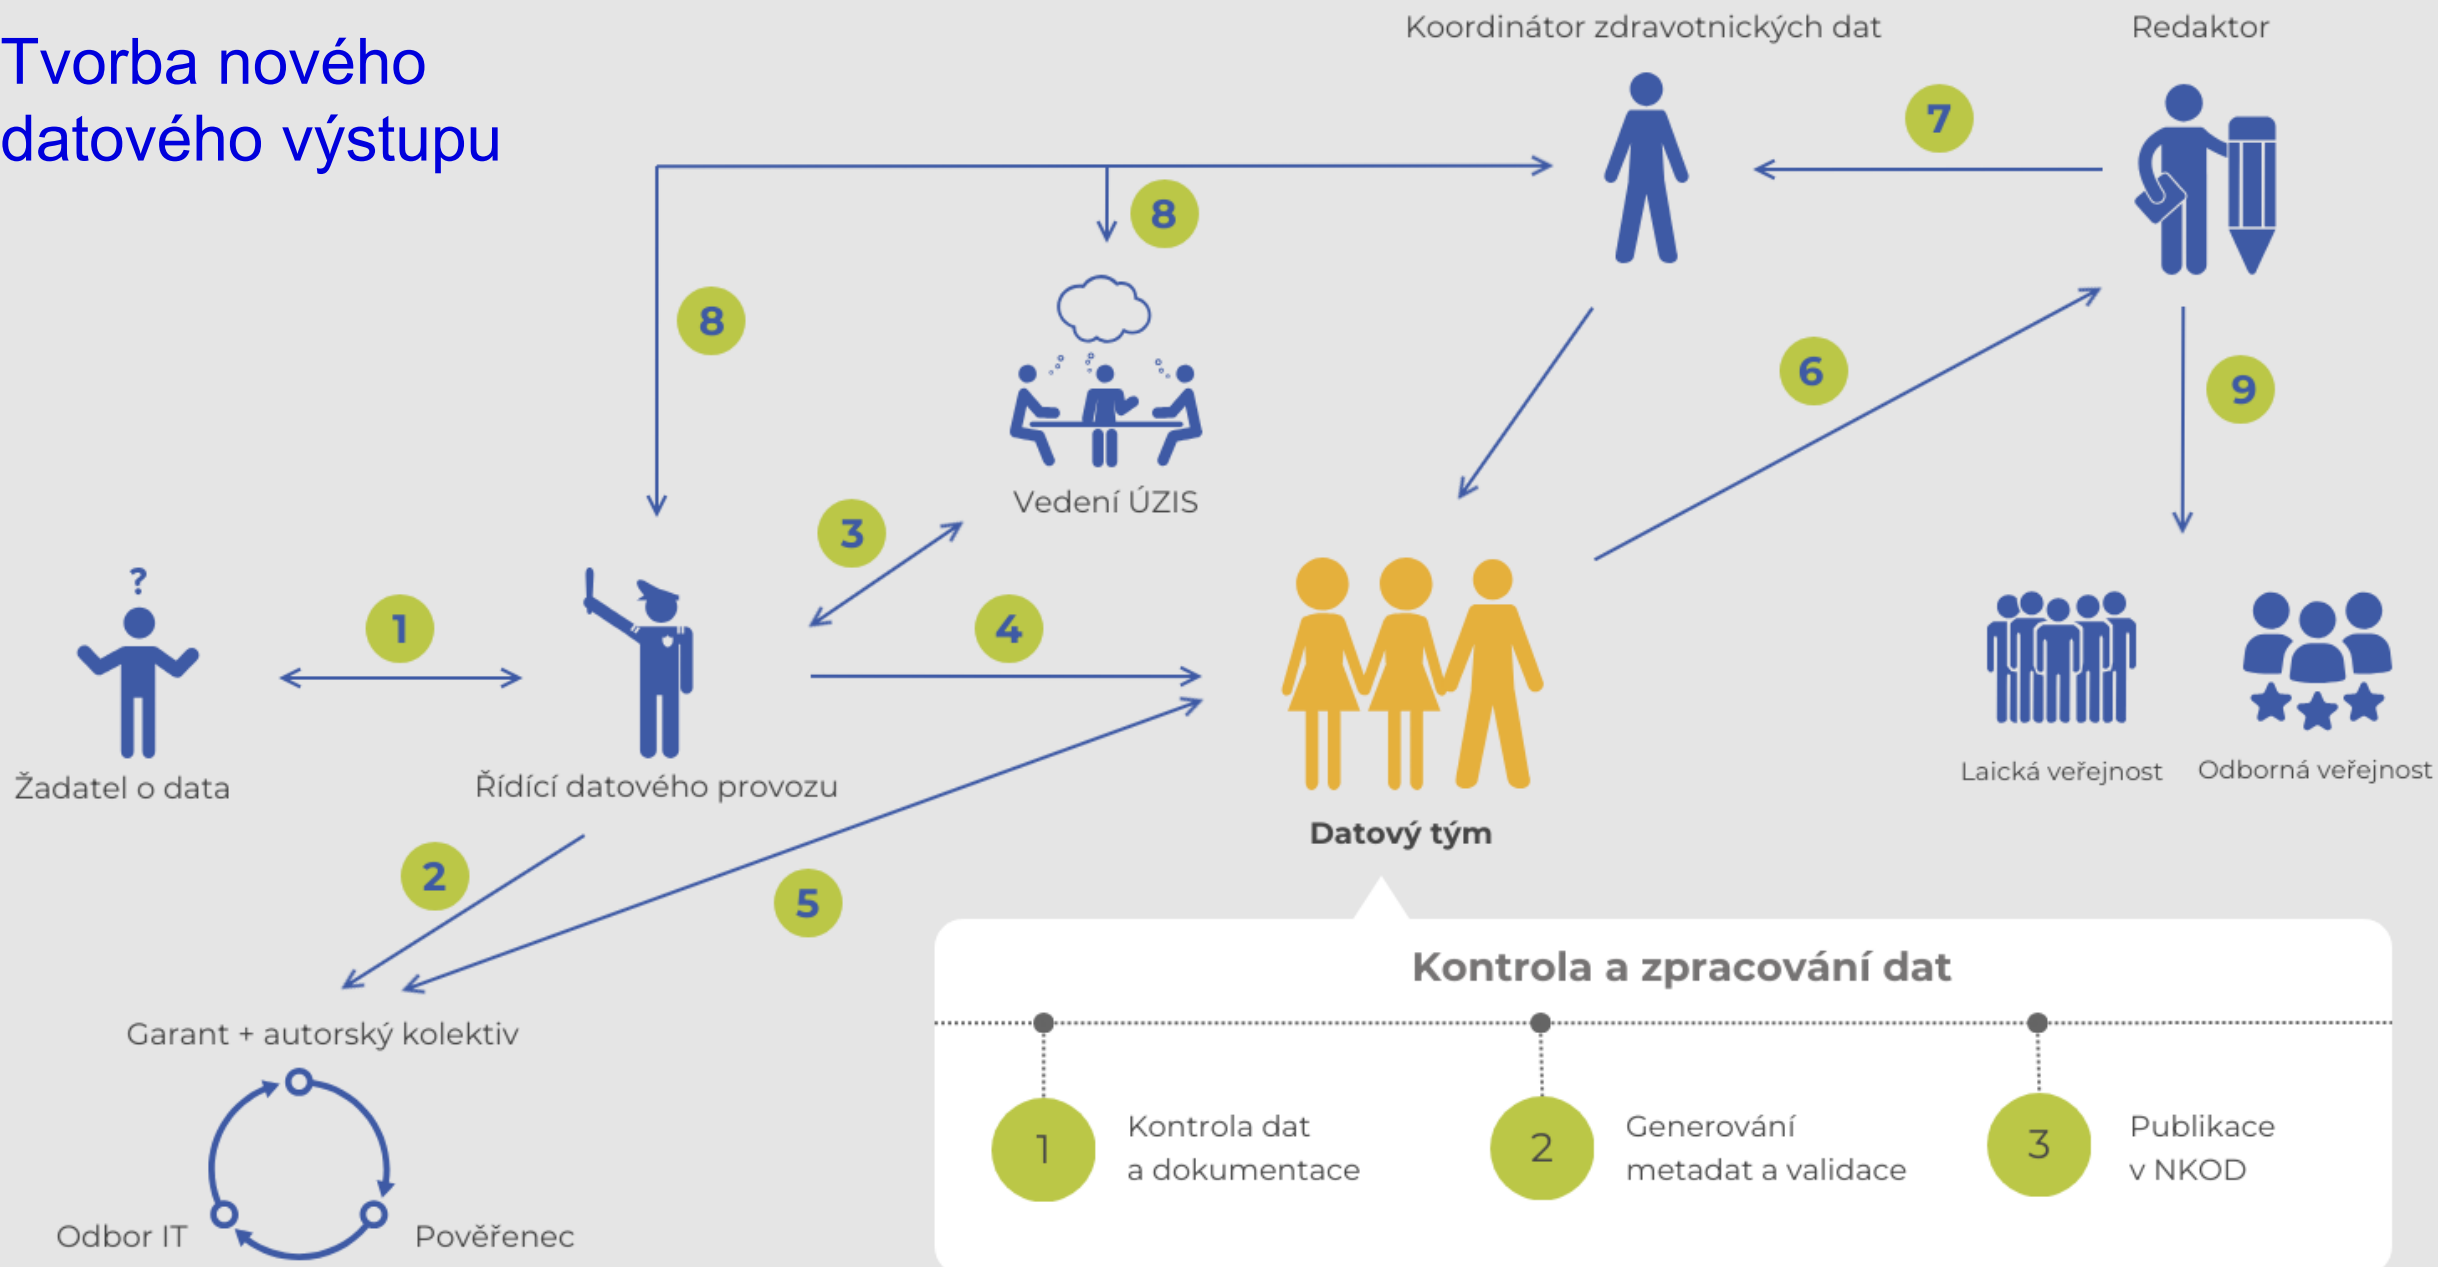 Tvorba nového
datového výstupu
Koordinátor zdravotnických dat
Redaktor
7
8
8
6
9
Vedení ÚZIS
3
?
1
4
Žadatel o data
Řídící datového provozu
Laická veřejnost
Odborná veřejnost
Datový tým
2
5
Garant + autorský kolektiv
Odbor IT
Pověřenec
Kontrola a zpracování dat
1
Kontrola dat
a dokumentace
2
Generování
metadat a validace
3
Publikace
v NKOD